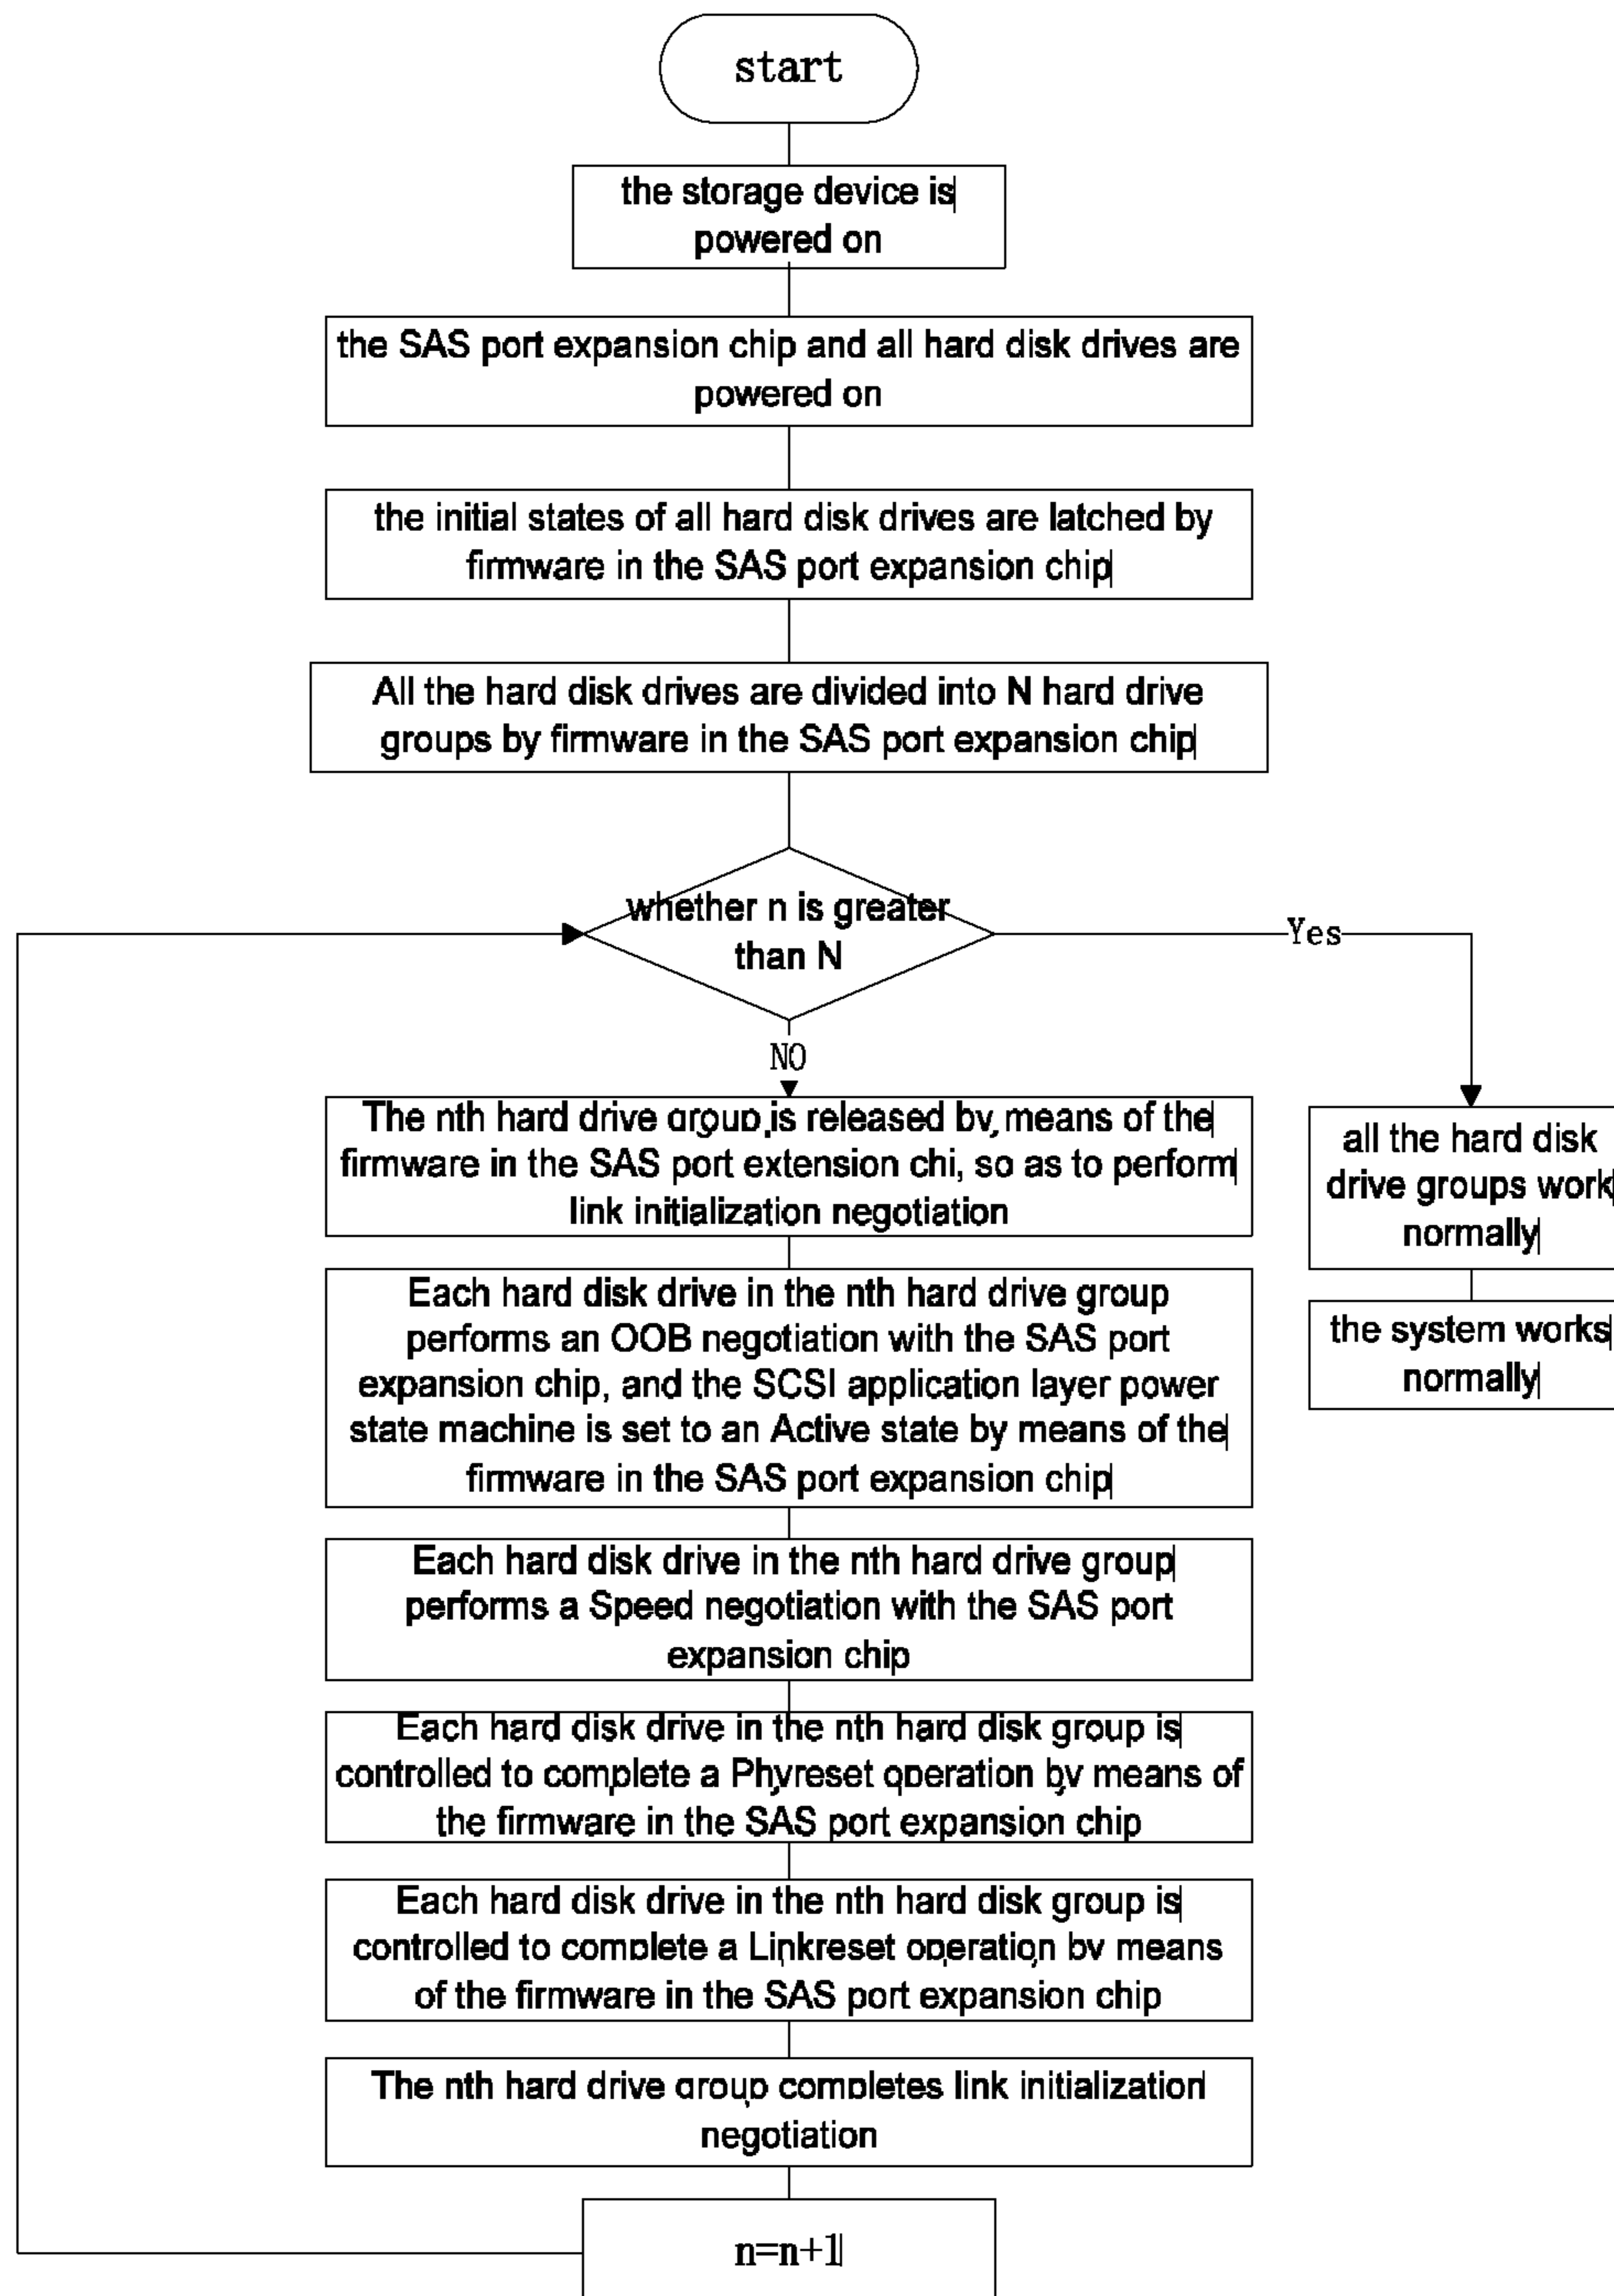 start
the storage device is
powered on
the SAS port expansion chip and all hard disk drives are
powered on
the initial states of all hard disk drives are latched by
firmware in the SAS port expansion chip
All the hard disk drives are divided into N hard drive
groups by firmware in the SAS port expansion chip
whether n is greater
than N
Yes
NO
The nth hard drive group is released by means of the
firmware in the SAS port extension chi, so as to perform
link initialization negotiation
Each hard disk drive in the nth hard drive group
performs an OOB negotiation with the SAS port
expansion chip, and the SCSI application layer power
state machine is set to an Active state by means of the
firmware in the SAS port expansion chip
Each hard disk drive in the nth hard drive group
performs a Speed negotiation with the SAS port
expansion chip
Each hard disk drive in the nth hard disk group is
controlled to complete a Phyreset operation by means of
the firmware in the SAS port expansion chip
Each hard disk drive in the nth hard disk group is
controlled to complete a Linkreset operation by means
of the firmware in the SAS port expansion chip
The nth hard drive group completes link initialization
negotiation
n=n+1
all the hard disk
drive groups work
normally
the system works
normally